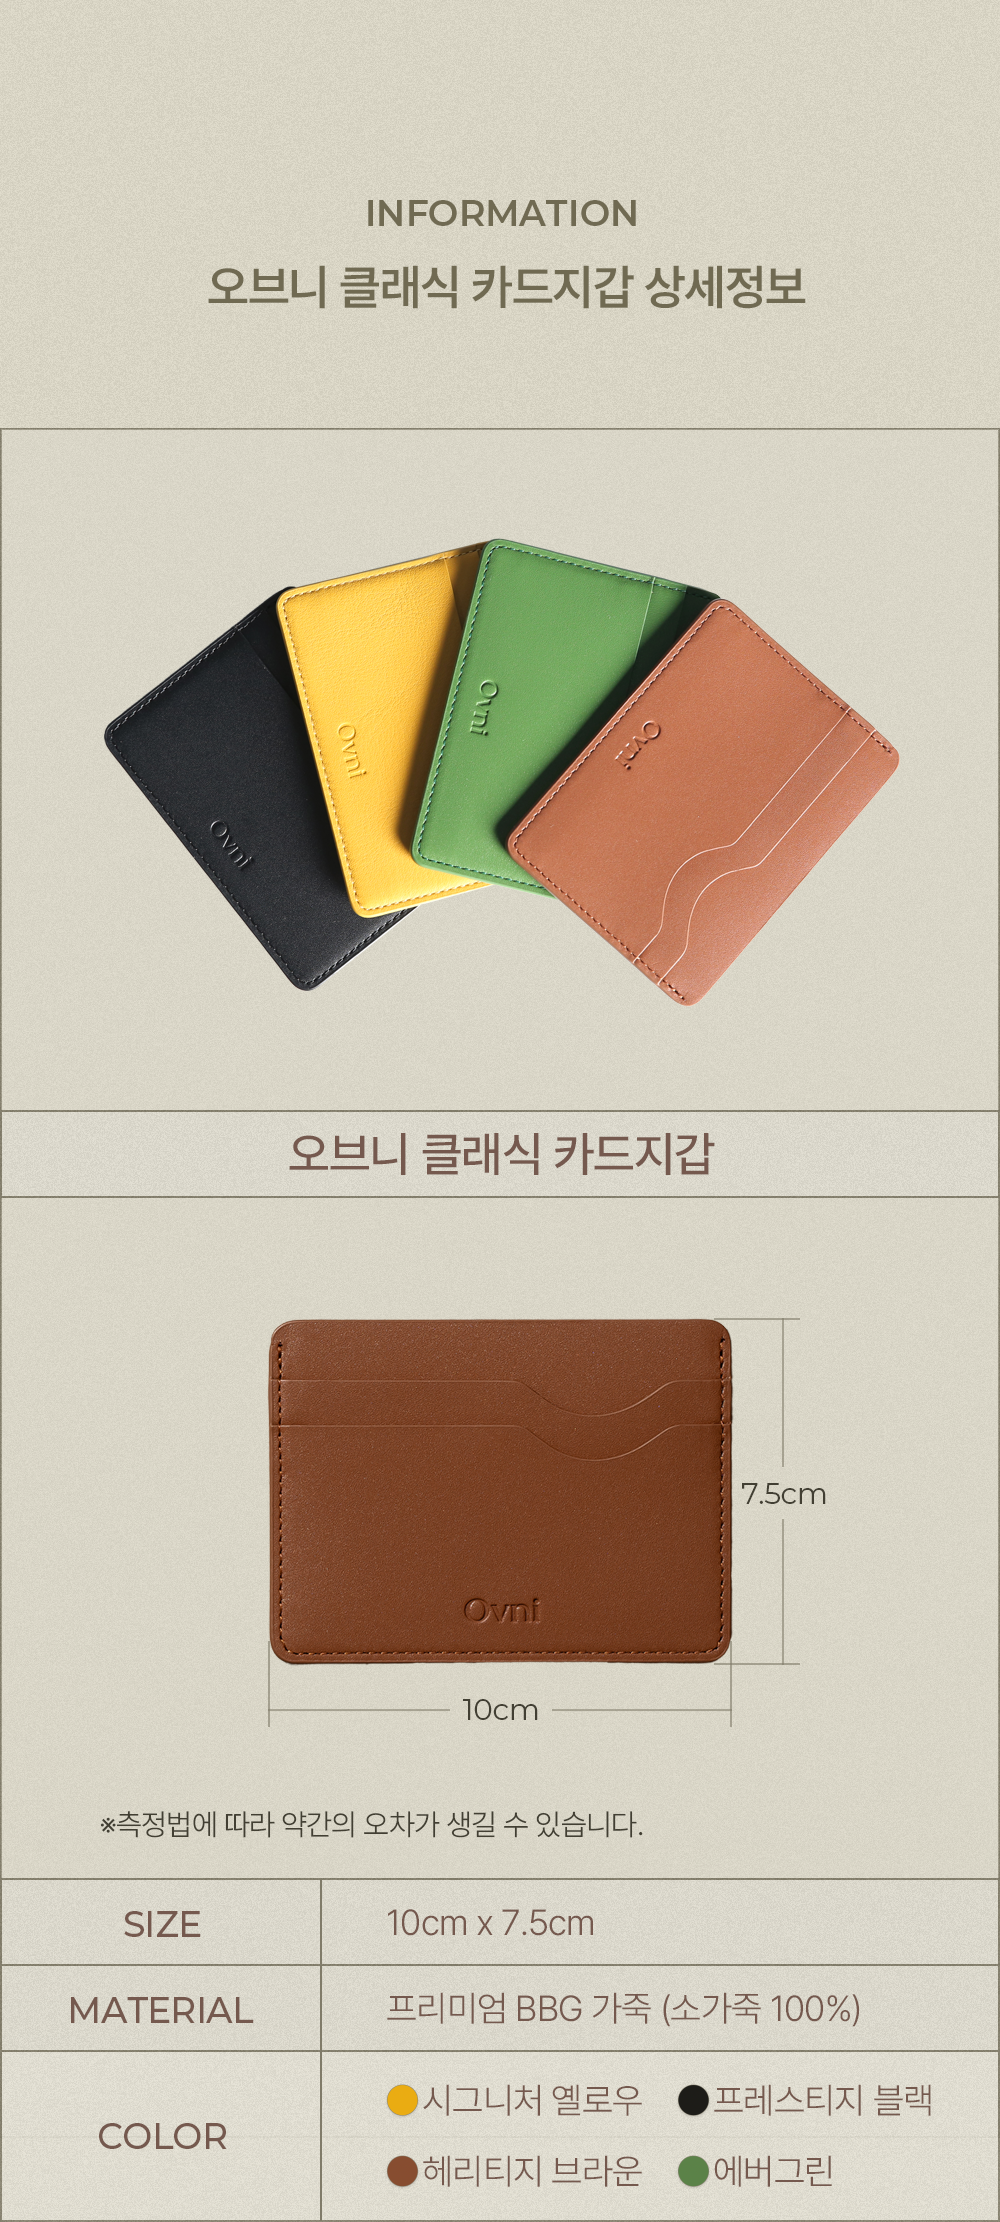 INFORMATION
오브니 클래식 카드지갑 상세정보
Ovni
Ovni
Ovni
Ovni
오브니 클래식 카드지갑
7.5cm
Ovni
10cm
※측정법에 따라 약간의 오차가 생길 수 있습니다.
SIZE
10cm x 7.5cm
MATERIAL
프리미엄 BBG 가죽 (소가죽 100%)
COLOR
시그니처 옐로우
프레스티지 블랙
헤리티지 브라운
에버그린